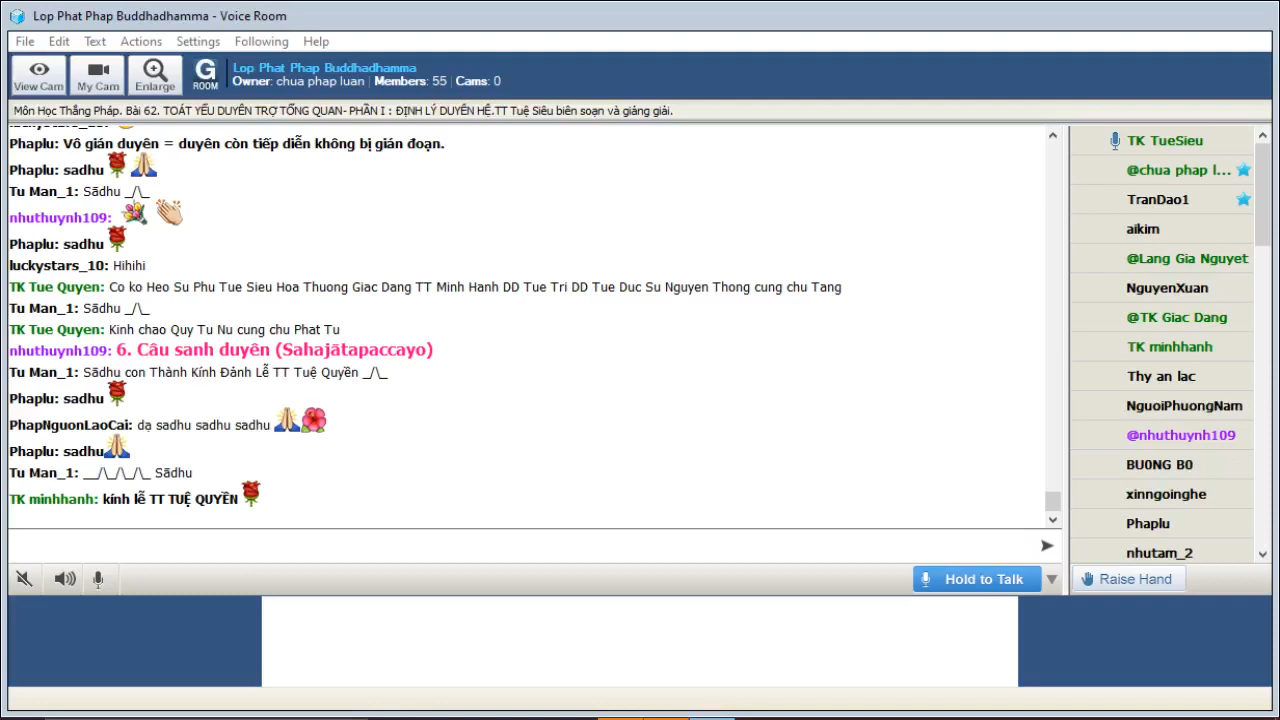 Lop Phat Phap Buddhadhamma - Voice Room
File Edit Text Actions Settings Following Help
View Cam
My Cam
Enlarge
G ROOM
Lop Phat Phap Buddhadhamma
Owner: chua phap luan | Members: 55 | Cams: 0
Môn Học Thắng Pháp. Bài 62. TOÁT YẾU DUYÊN TRỢ TỔNG QUAN- PHẦN I : ĐỊNH LÝ DUYÊN HỆ.TT Tuệ Siêu biên soạn và giảng giải.
Phaplu: Vô gián duyên = duyên còn tiếp diễn không bị gián đoạn.
Phaplu: sadhu
Tu Man_1: Sādhu _/\_
nhuthuynh109:
Phaplu: sadhu
luckystars_10: Hihihi
TK Tue Quyen: Co ko Heo Su Phu Tue Sieu Hoa Thuong Giac Dang TT Minh Hanh DD Tue Tri DD Tue Duc Su Nguyen Thong cung chu Tang
Tu Man_1: Sādhu _/\_
TK Tue Quyen: Kinh chao Quy Tu Nu cung chu Phat Tu
nhuthuynh109: 6. Câu sanh duyên (Sahajātapaccayo)
Tu Man_1: Sādhu con Thành Kính Đảnh Lễ TT Tuệ Quyền _/\_
Phaplu: sadhu
PhapNguonLaoCai: dạ sadhu sadhu sadhu
Phaplu: sadhu
Tu Man_1: __/\_/\_/\_ Sādhu
TK minhhanh: kính lễ TT TUỆ QUYỀN
TK TueSieu
@chua phap l...
TranDao1
aikim
@Lang Gia Nguyet
NguyenXuan
@TK Giac Dang
TK minhhanh
Thy an lac
NguoiPhuongNam
@nhuthuynh109
BU0NG B0
xinngoinghe
Phaplu
nhutam_2
Hold to Talk
Raise Hand